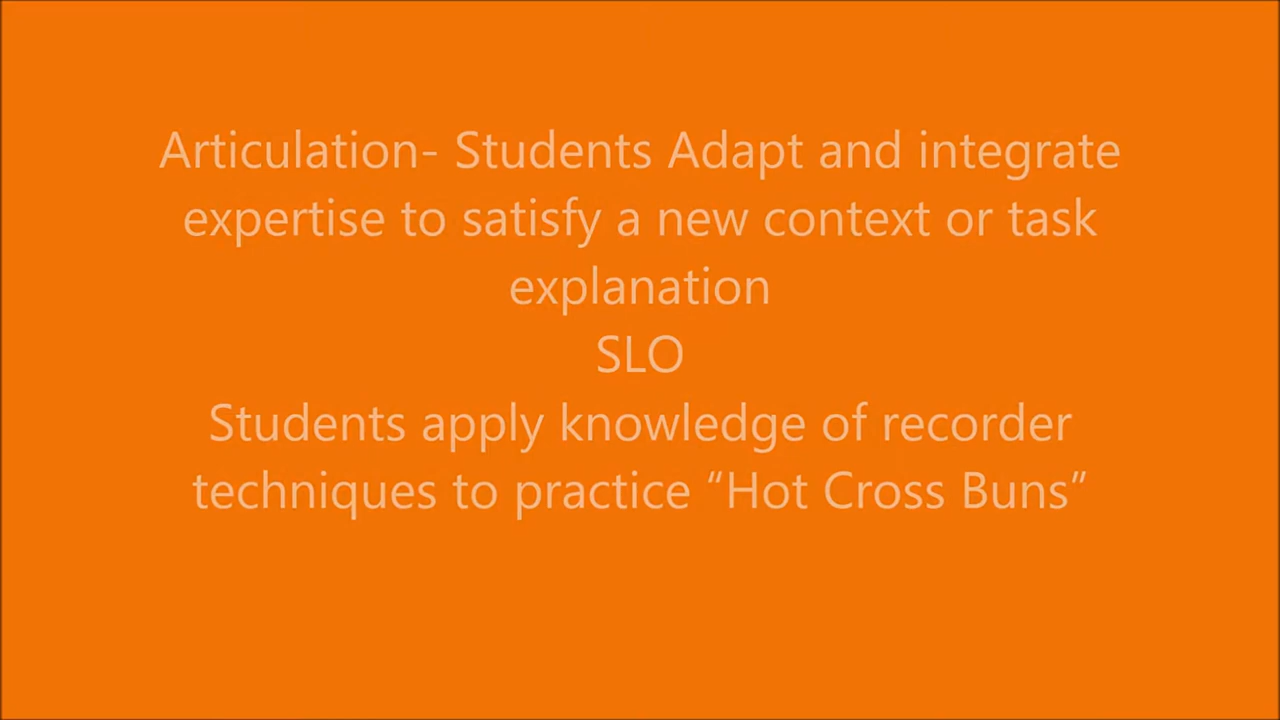 Articulation- Students Adapt and integrate
expertise to satisfy a new context or task
explanation
SLO
Students apply knowledge of recorder
techniques to practice “Hot Cross Buns”